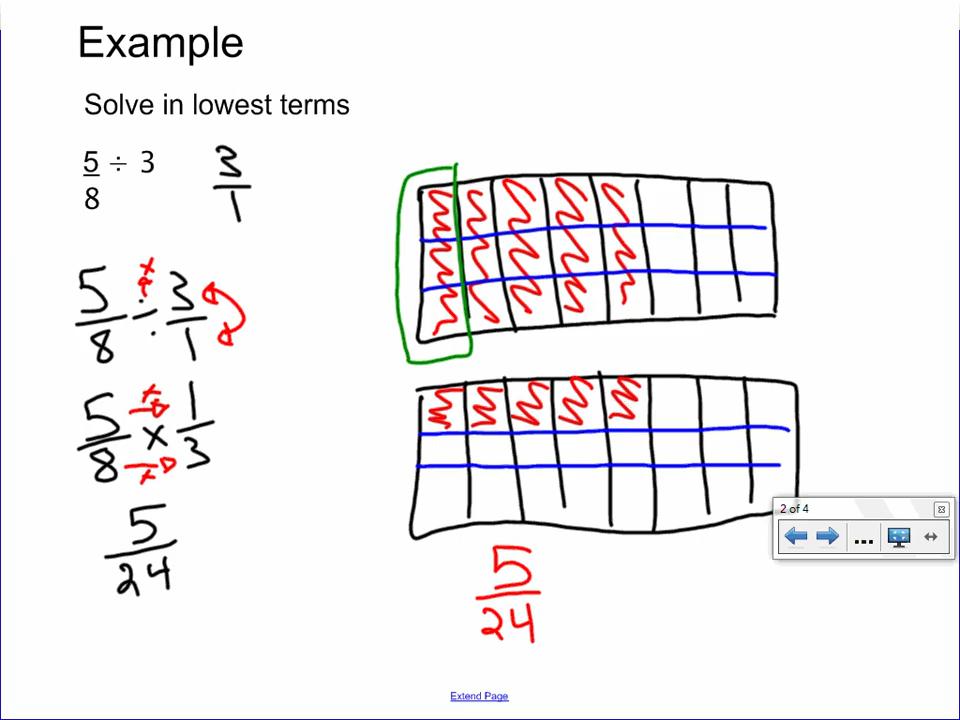 Example
Solve in lowest terms
5 ÷ 3
8
3
1
5 ÷ 3
8 1
5 × 1
8 3
5
24
5
24
2 of 4
...
Extend Page